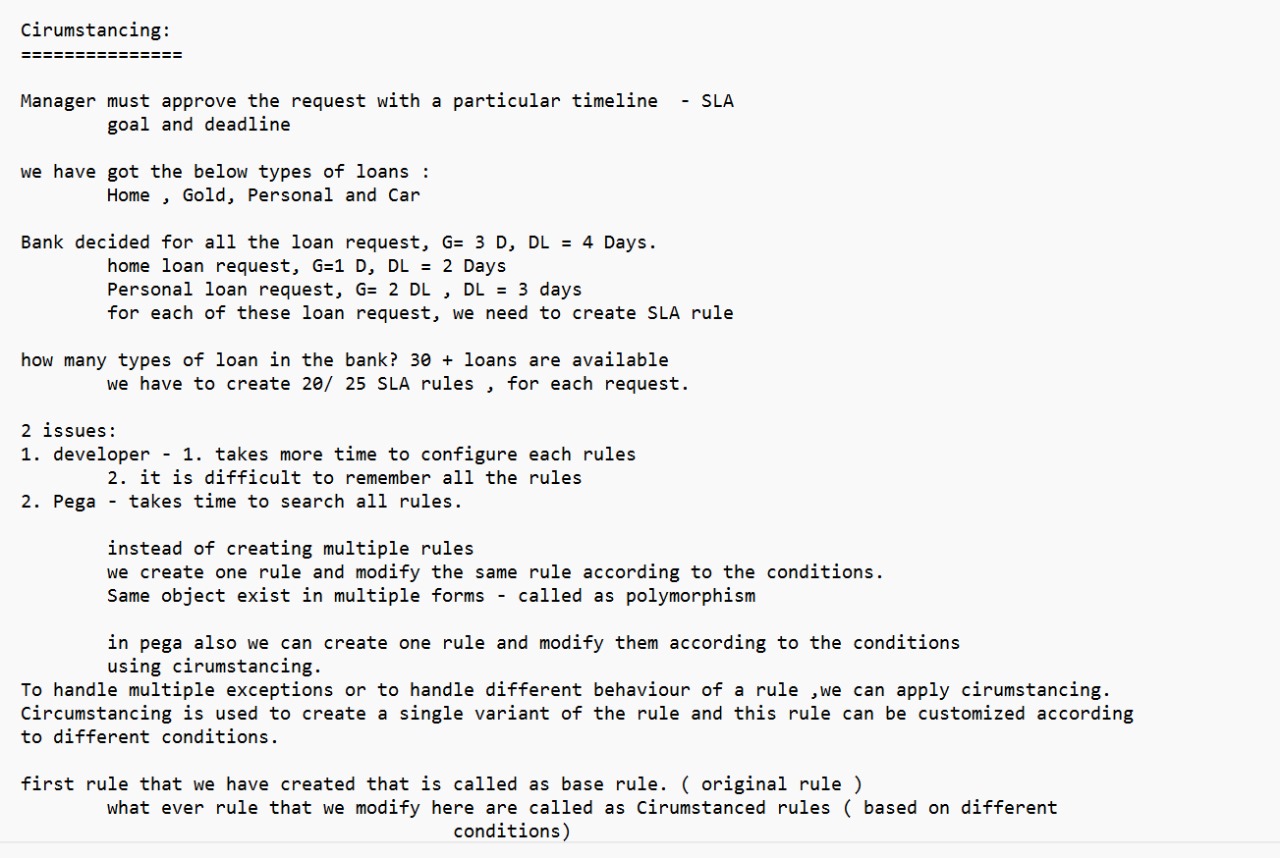 Cirumstancing:
===============
Manager must approve the request with a particular timeline  - SLA
goal and deadline
we have got the below types of loans :
Home , Gold, Personal and Car
Bank decided for all the loan request, G= 3 D, DL = 4 Days.
home loan request, G=1 D, DL = 2 Days
Personal loan request, G= 2 DL , DL = 3 days
for each of these loan request, we need to create SLA rule
how many types of loan in the bank? 30 + loans are available
we have to create 20/ 25 SLA rules , for each request.
2 issues:
1. developer - 1. takes more time to configure each rules
2. it is difficult to remember all the rules
2. Pega - takes time to search all rules.
instead of creating multiple rules
we create one rule and modify the same rule according to the conditions.
Same object exist in multiple forms - called as polymorphism
in pega also we can create one rule and modify them according to the conditions
using cirumstancing.
To handle multiple exceptions or to handle different behaviour of a rule ,we can apply cirumstancing.
Circumstancing is used to create a single variant of the rule and this rule can be customized according
to different conditions.
first rule that we have created that is called as base rule. ( original rule )
what ever rule that we modify here are called as Cirumstanced rules ( based on different
conditions)